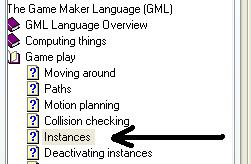 The Game Maker Language (GML)
GML Language Overview
Computing things
Game play
Moving around
Paths
Motion planning
Collision checking
Instances
Deactivating instances